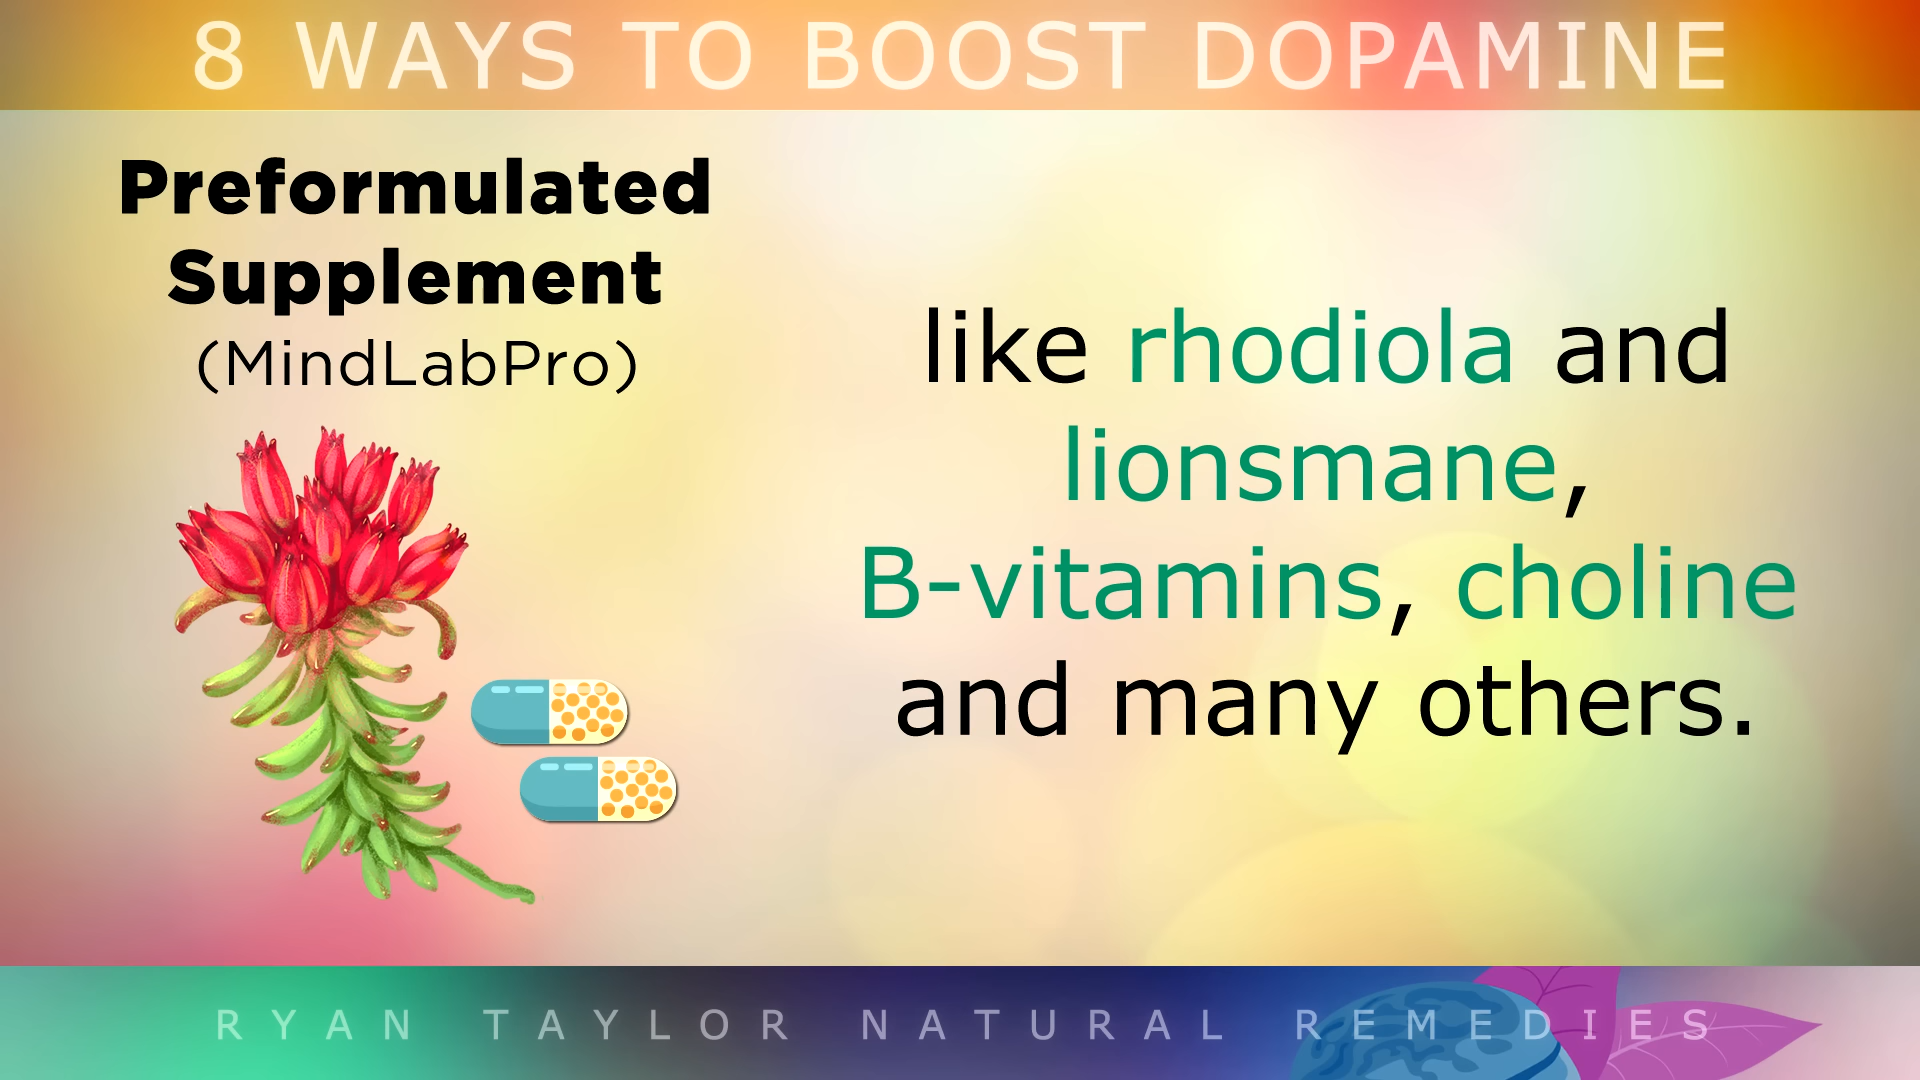 8 WAYS TO BOOST DOPAMINE
Preformulated
Supplement
(MindLabPro)
like rhodiola and
lionsmane,
B-vitamins, choline
and many others.
RYAN TAYLOR NATURAL REMEDIES